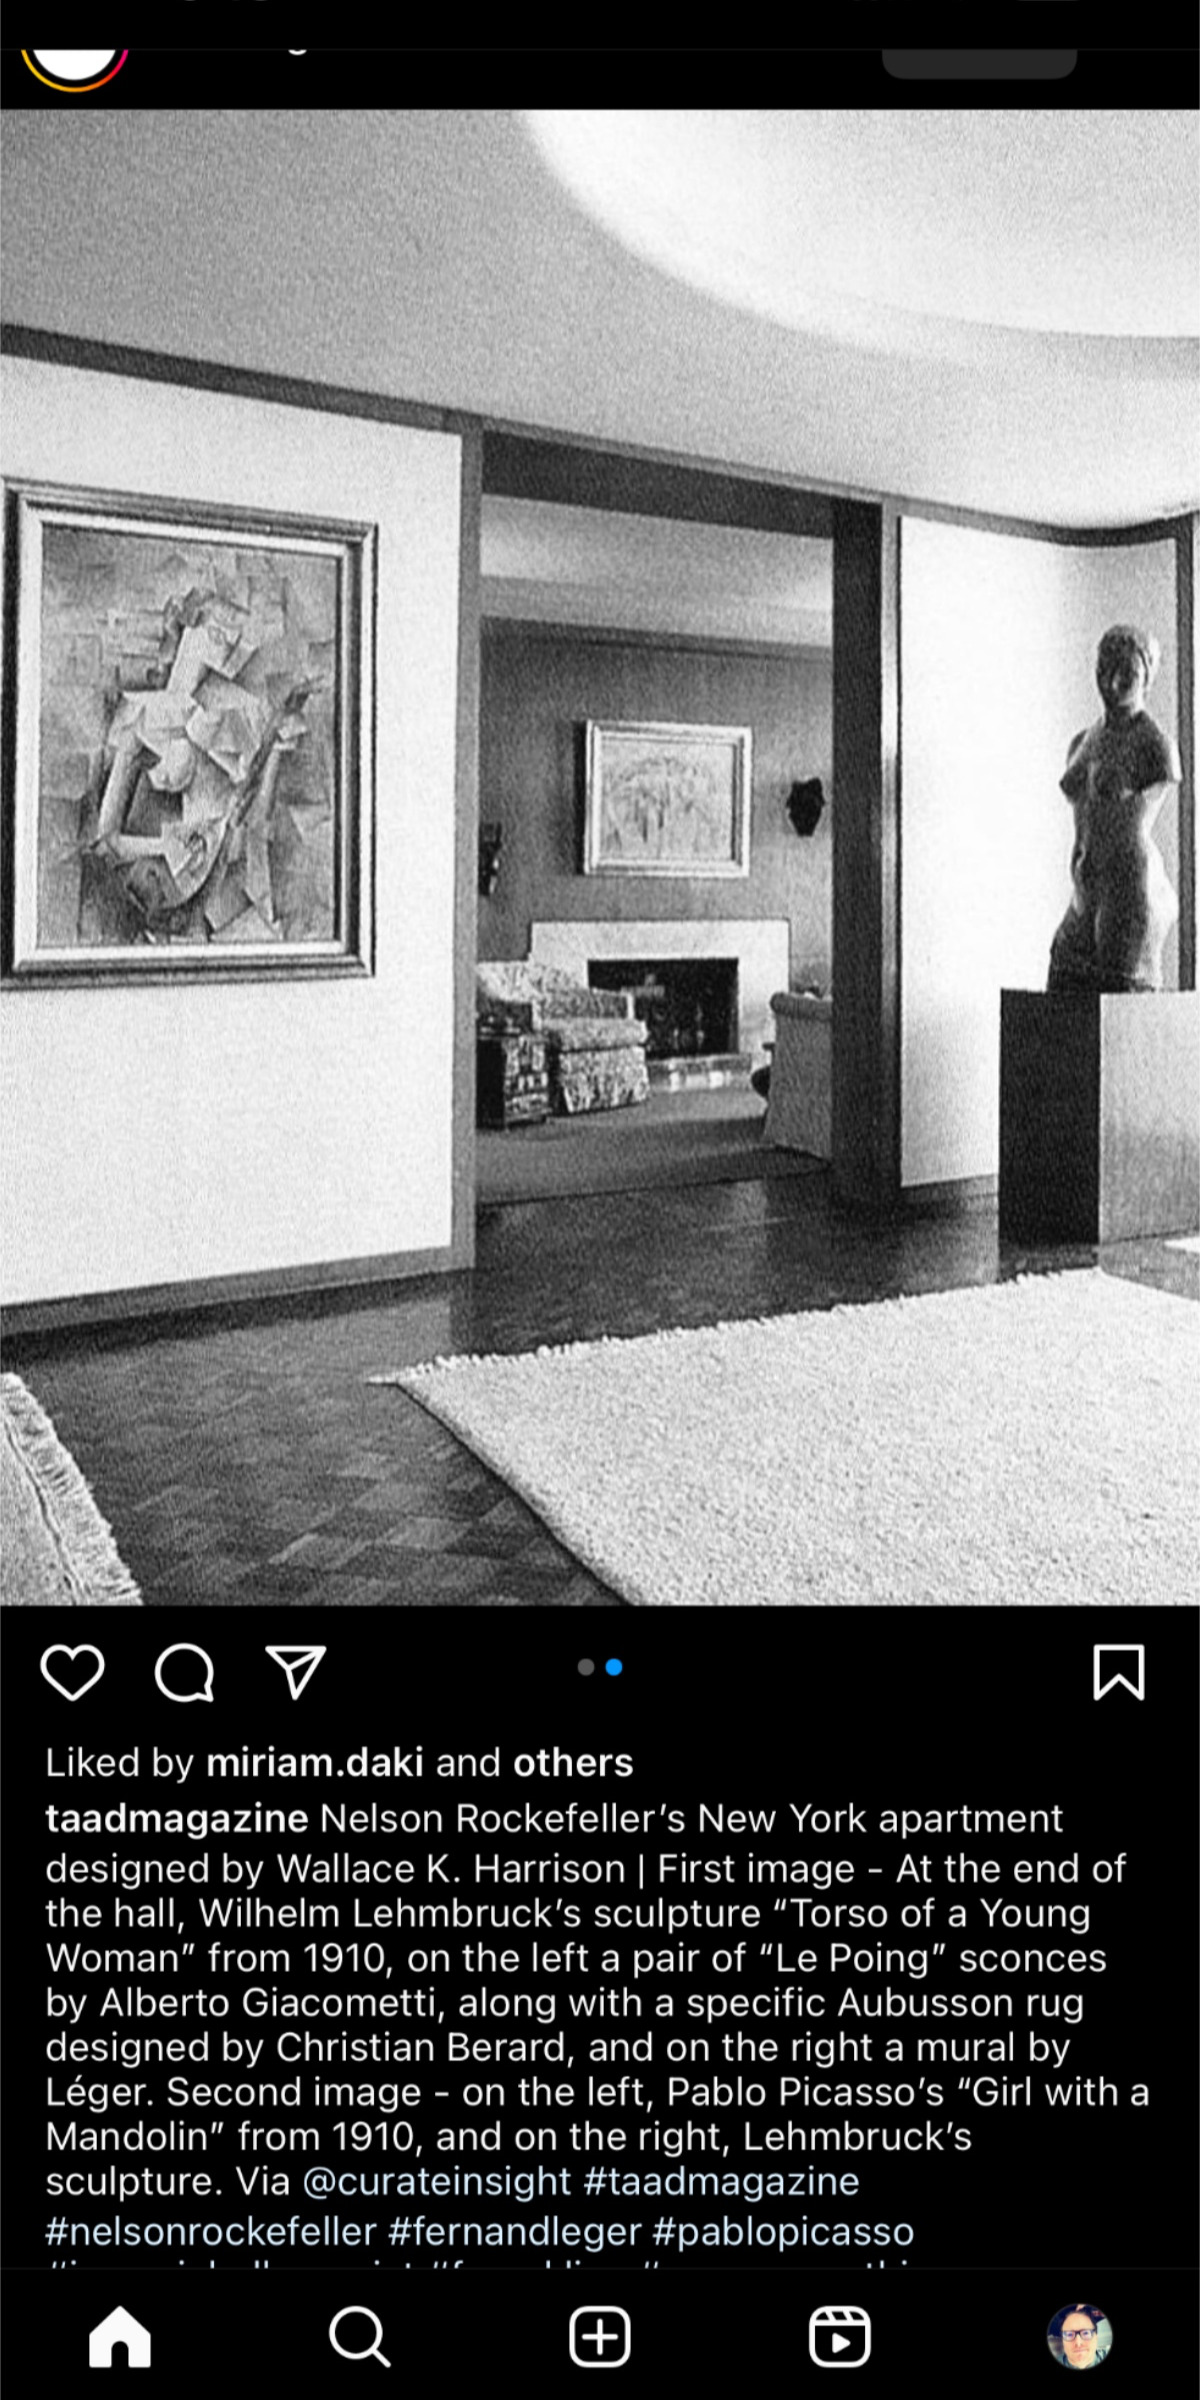 Liked by miriam.daki and others
taadmagazine Nelson Rockefeller’s New York apartment
designed by Wallace K. Harrison | First image - At the end of
the hall, Wilhelm Lehmbruck’s sculpture “Torso of a Young
Woman” from 1910, on the left a pair of “Le Poing” sconces
by Alberto Giacometti, along with a specific Aubusson rug
designed by Christian Berard, and on the right a mural by
Léger. Second image - on the left, Pablo Picasso’s “Girl with a
Mandolin” from 1910, and on the right, Lehmbruck’s
sculpture. Via @curateinsight #taadmagazine
#nelsonrockefeller #fernandleger #pablopicasso